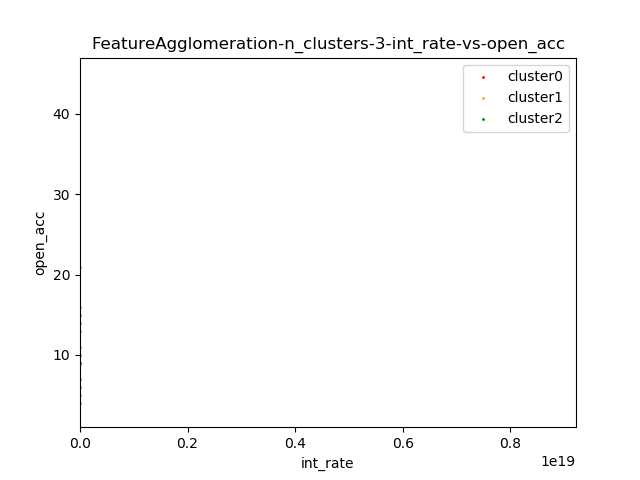 FeatureAgglomeration-n_clusters-3-int_rate-vs-open_acc
cluster0
cluster1
cluster2
40
30
20
10
open_acc
0.0 0.2 0.4 0.6 0.8
1e19
int_rate